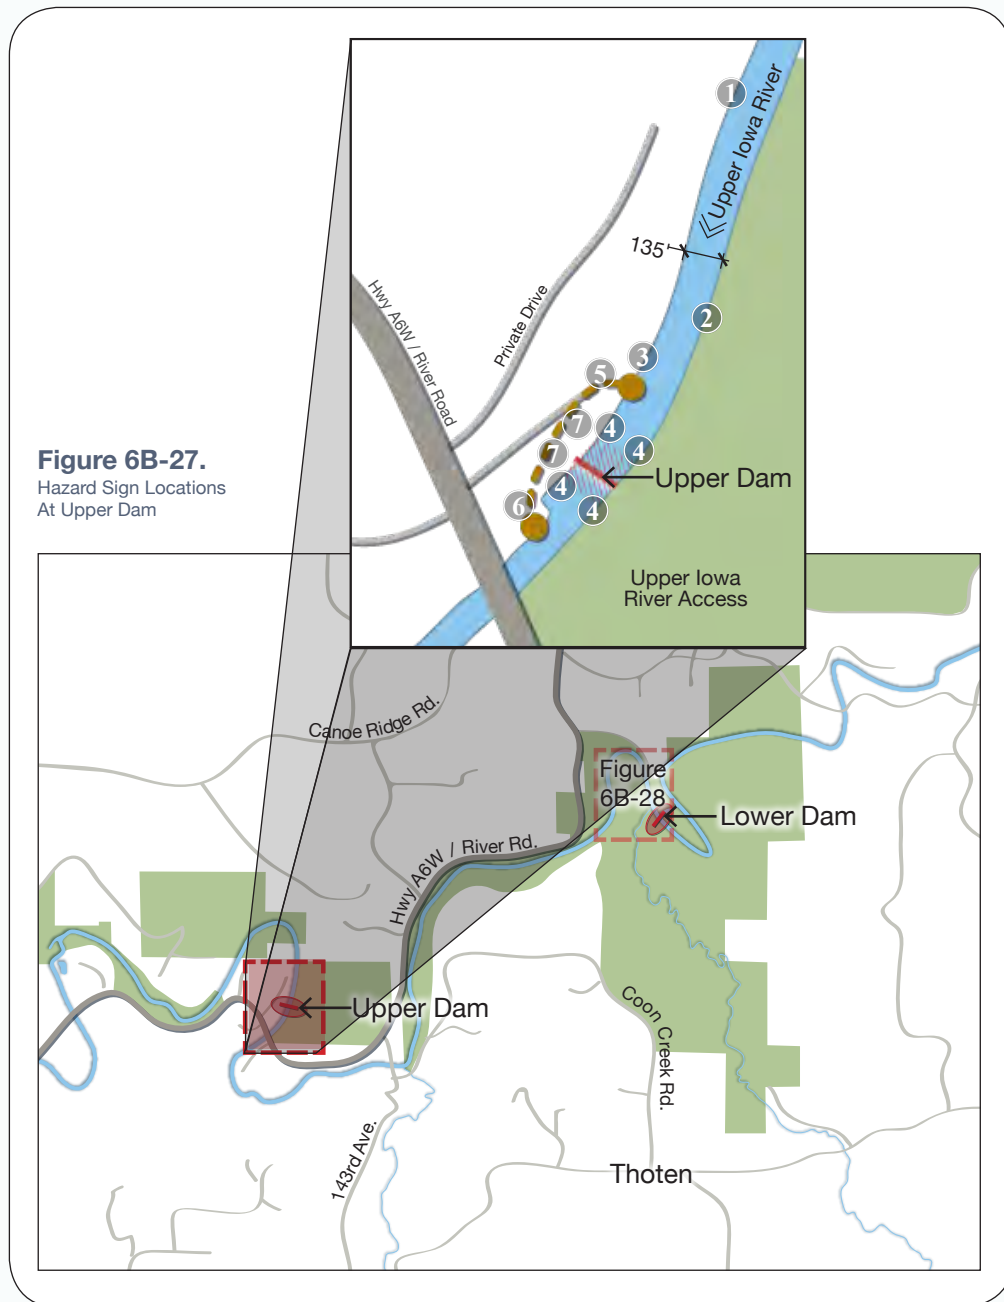 1
Upper Iowa River
135
2
Hwy A6W / River Road
Private Drive
3
5
7
4
7
4
Upper Dam
4
6
4
Upper Iowa
River Access
Figure 6B-27.
Hazard Sign Locations
At Upper Dam
Canoe Ridge Rd.
Figure
6B-28
Lower Dam
Hwy A6W / River Rd.
Upper Dam
Coon Creek Rd.
143rd Ave.
Thoten